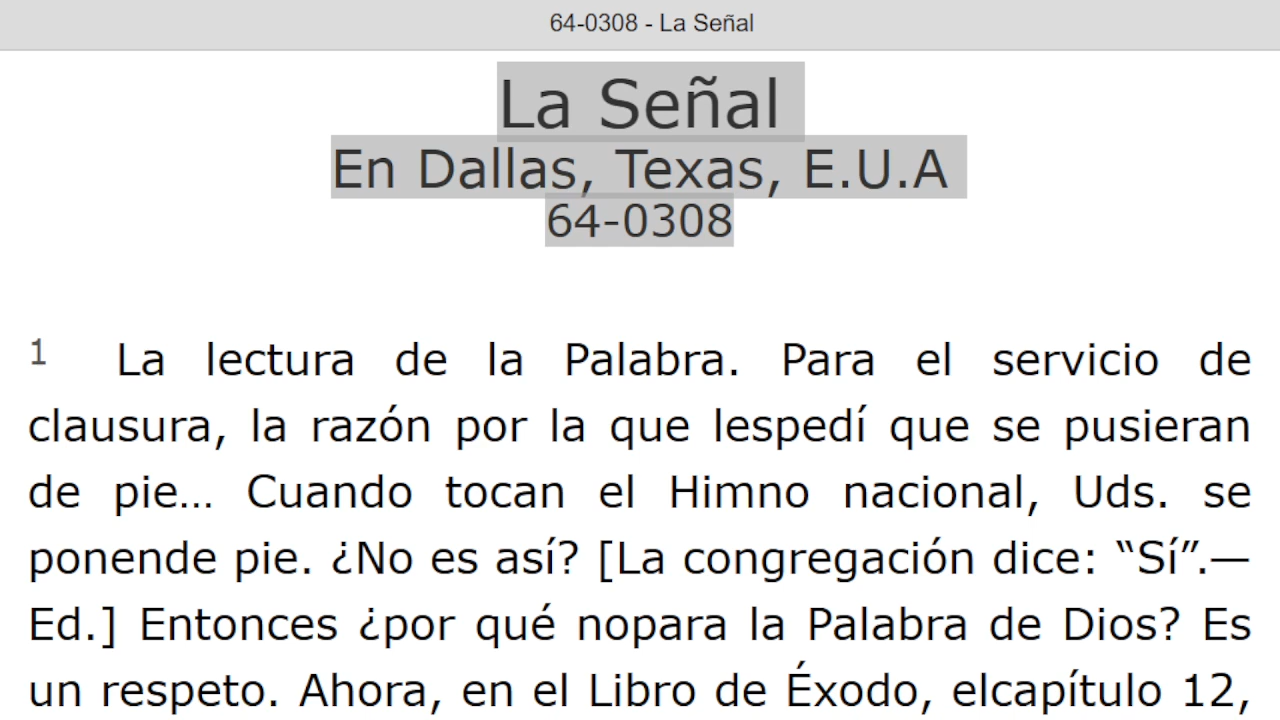 64-0308 - La Señal
La Señal
En Dallas, Texas, E.U.A
64-0308
1 La lectura de la Palabra. Para el servicio de
clausura, la razón por la que lespedí que se pusieran
de pie… Cuando tocan el Himno nacional, Uds. se
ponende pie. ¿No es así? [La congregación dice: “Sí”.—
Ed.] Entonces ¿por qué nopara la Palabra de Dios? Es
un respeto. Ahora, en el Libro de Éxodo, elcapítulo 12,